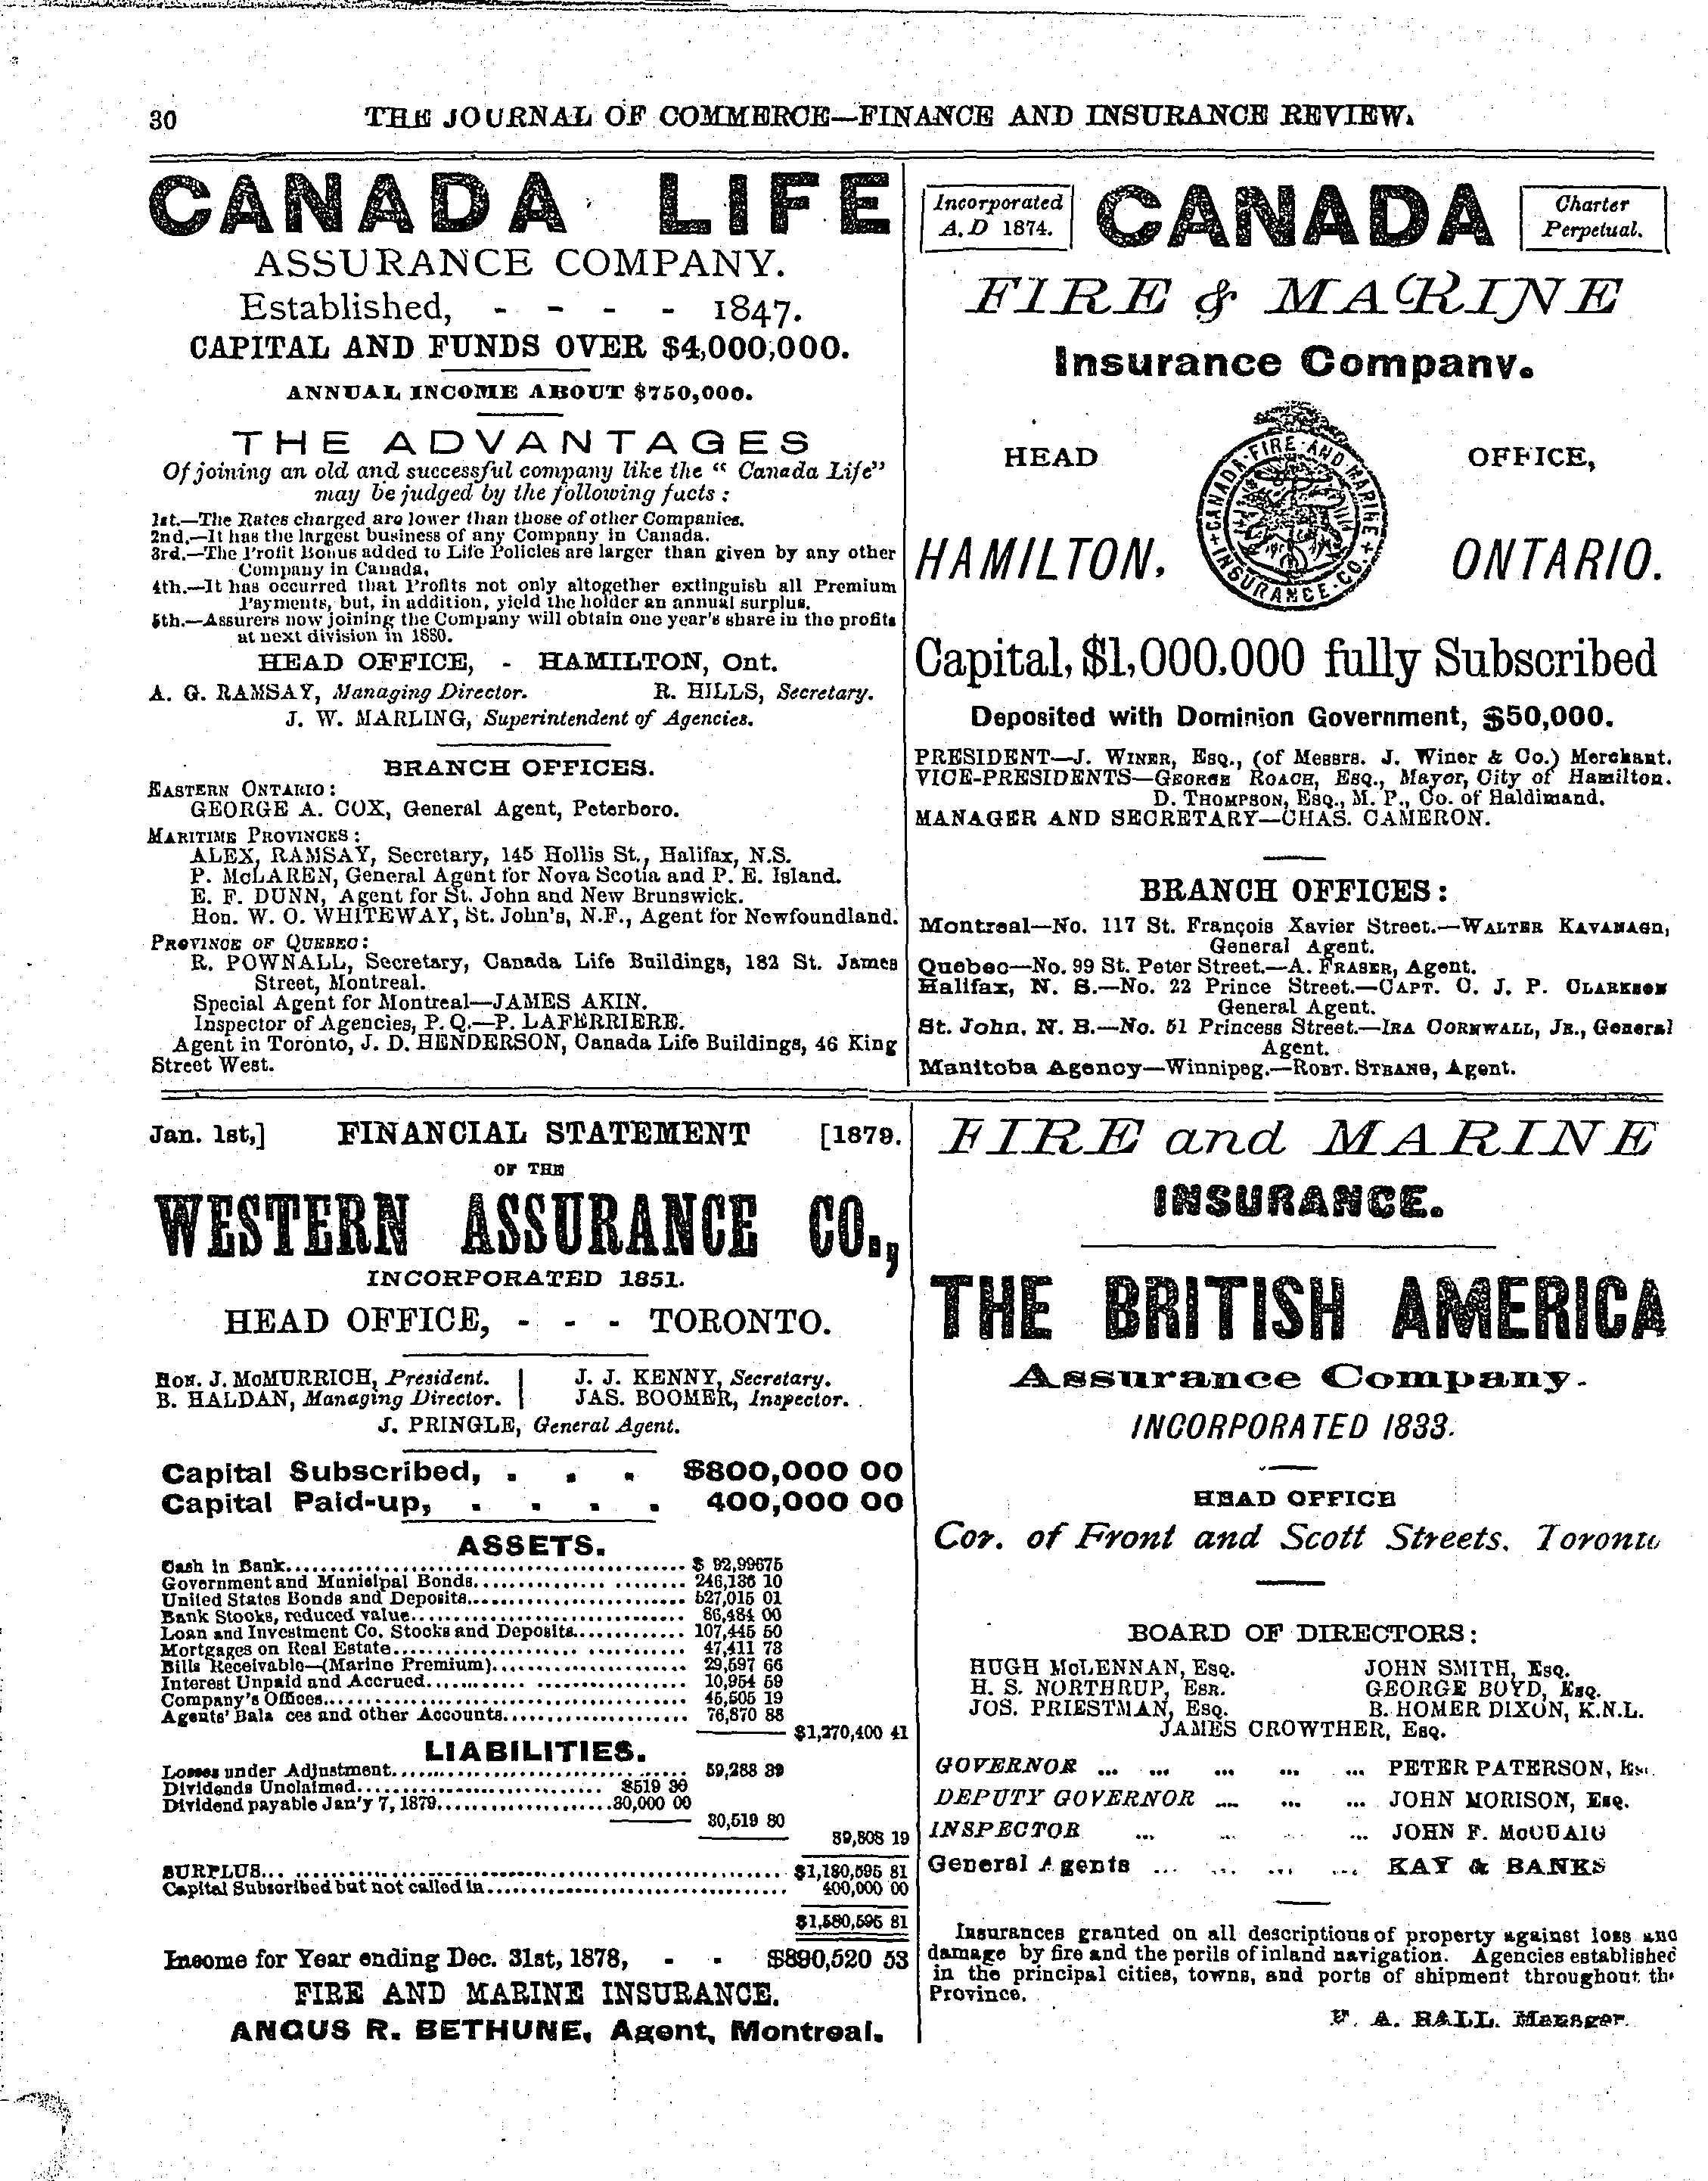 30 THE JOURNAL OF COMMERCE—FINANCE AND INSURANCE REVIEW.
CANADA LIFE
ASSURANCE COMPANY.
Established, - - - - 1847.
CAPITAL AND FUNDS OVER $4,000,000.
ANNUAL INCOME ABOUT $750,000.
THE ADVANTAGES
Of joining an old and successful company like the "Canada Life"
may be judged by the following facts:
1st.—The Rates charged are lower than those of other Companies.
2nd.—It has the largest business of any Company in Canada.
3rd.—The Profit Bonus added to Life Policies are larger than given by any other
Company in Canada.
4th.—It has occurred that Profits not only altogether extinguish all Premium
Payments, but, in addition, yield the holder an annual surplus.
5th.—Assurers now joining the Company will obtain one year's share in the profits
at next division in 1880.
HEAD OFFICE, - HAMILTON, Ont.
A. G. RAMSAY, Managing Director. R. HILLS, Secretary.
J. W. MARLING, Superintendent of Agencies.
BRANCH OFFICES.
EASTERN ONTARIO:
GEORGE A. COX, General Agent, Peterboro.
MARITIME PROVINCES:
ALEX, RAMSAY, Secretary, 145 Hollis St., Halifax, N.S.
P. McLAREN, General Agent for Nova Scotia and P. E. Island.
E. F. DUNN, Agent for St. John and New Brunswick.
Hon. W. O. WHITEWAY, St. John's, N.F., Agent for Newfoundland.
PROVINCE OF QUEBEC:
R. POWNALL, Secretary, Canada Life Buildings, 182 St. James
Street, Montreal.
Special Agent for Montreal—JAMES AKIN.
Inspector of Agencies, P. Q.—P. LAFERRIERE.
Agent in Toronto, J. D. HENDERSON, Canada Life Buildings, 46 King
Street West.
Incorporated
A.D 1874.
CANADA
Charter
Perpetual.
FIRE & MARINE
Insurance Company.
HEAD OFFICE,
CANADA FIRE AND MARINE INSURANCE CO.
HAMILTON, ONTARIO.
Capital, $1,000,000 fully Subscribed
Deposited with Dominion Government, $50,000.
PRESIDENT—J. WINER, ESQ., (of Messrs. J. Winer & Co.) Merchant.
VICE-PRESIDENTS—GEORGE ROACH, ESQ., Mayor, City of Hamilton.
D. THOMPSON, ESQ., M. P., Co. of Haldimand.
MANAGER AND SECRETARY—CHAS. CAMERON.
BRANCH OFFICES:
Montreal—No. 117 St. François Xavier Street.—WALTER KAVANAGH,
General Agent.
Quebec—No. 99 St. Peter Street.—A. FRASER, Agent.
Halifax, N. S.—No. 22 Prince Street.—CAPT. C. J. P. CLARKSON
General Agent.
St. John, N. B.—No. 51 Princess Street.—IRA CORNWALL, JR., General
Agent.
Manitoba Agency—Winnipeg.—ROBT. STRANG, Agent.
Jan. 1st,] FINANCIAL STATEMENT [1879.
OF THE
WESTERN ASSURANCE CO.,
INCORPORATED 1851.
HEAD OFFICE, - - - TORONTO.
HON. J. McMURRICH, President. J. J. KENNY, Secretary.
B. HALDAN, Managing Director. JAS. BOOMER, Inspector.
J. PRINGLE, General Agent.
Capital Subscribed, . . . $800,000 00
Capital Paid-up, . . . . 400,000 00
ASSETS.
Cash in Bank $ 92,99675
Government and Municipal Bonds 246,136 10
United States Bonds and Deposits 527,015 01
Bank Stocks, reduced value 86,484 00
Loan and Investment Co. Stocks and Deposits 107,445 50
Mortgages on Real Estate 47,411 73
Bills Receivable—(Marine Premium) 29,597 66
Interest Unpaid and Accrued 10,954 59
Company's Offices 45,505 19
Agents' Bala ces and other Accounts 76,870 88
$1,270,400 41
LIABILITIES.
Losses under Adjustment 59,288 39
Dividends Unclaimed $519 80
Dividend payable Jan'y 7, 1879 30,000 00
30,519 80
89,808 19
SURPLUS $1,180,595 81
Capital Subscribed but not called in 400,000 00
$1,580,595 81
Income for Year ending Dec. 31st, 1878, - - $890,520 53
FIRE AND MARINE INSURANCE.
ANGUS R. BETHUNE, Agent, Montreal.
FIRE and MARINE
INSURANCE.
THE BRITISH AMERICA
Assurance Company.
INCORPORATED 1833.
HEAD OFFICE
Cor. of Front and Scott Streets. Toronto
BOARD OF DIRECTORS:
HUGH McLENNAN, ESQ. JOHN SMITH, ESQ.
H. S. NORTHRUP, ESR. GEORGE BOYD, ESQ.
JOS. PRIESTMAN, ESQ. B. HOMER DIXON, K.N.L.
JAMES CROWTHER, ESQ.
GOVERNOR ... ... ... ... ... PETER PATERSON, Esq.
DEPUTY GOVERNOR ... ... ... JOHN MORISON, ESQ.
INSPECTOR ... ... ... ... JOHN F. McCUAIG
General Agents ... ... ... ... KAY & BANKS
Insurances granted on all descriptions of property against loss and
damage by fire and the perils of inland navigation. Agencies established
in the principal cities, towns, and ports of shipment throughout the
Province.
F. A. BALL. Manager.